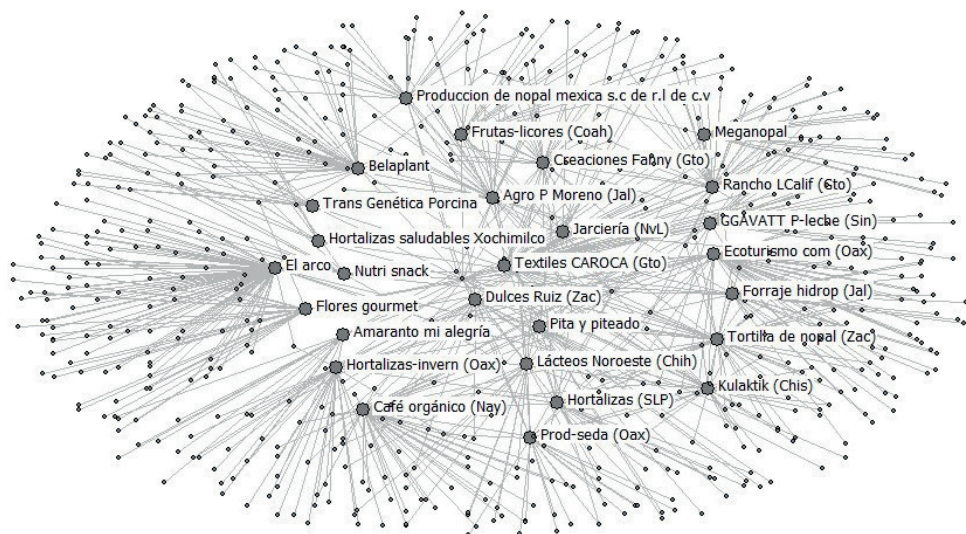 Produccion de nopal mexica s.c de r.l de c.v
Frutas-licores (Coah)
Meganopal
Creaciones Fanny (Gto)
Belaplant
Rancho LCalif (Gto)
Agro P Moreno (Jal)
Trans Genética Porcina
GGAVATT P-leche (Sin)
Jarciería (NvL)
Hortalizas saludables Xochimilco
Ecoturismo com (Oax)
Textiles CAROCA (Gto)
El arco
Nutri snack
Forraje hidrop (Jal)
Dulces Ruiz (Zac)
Flores gourmet
Pita y piteado
Amaranto mi alegría
Tortilla de nopal (Zac)
Lácteos Noroeste (Chih)
Hortalizas-invern (Oax)
Kulaktik (Chis)
Hortalizas (SLP)
Café orgánico (Nay)
Prod-seda (Oax)